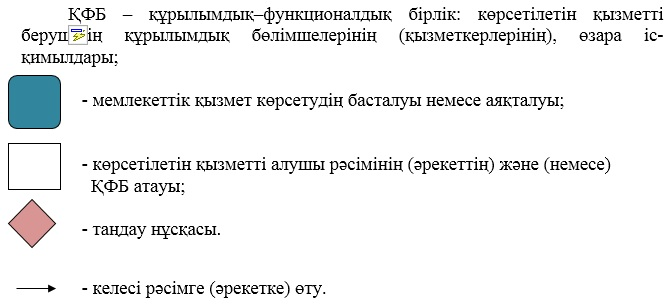 ҚФБ – құрылымдық–функционалдық бірлік: көрсетілетін қызметті
құрылымдық бөлімшелерінің (қызметкерлерінің), өзара іс-
қимылдары;
- мемлекеттік қызмет көрсетудің басталуы немесе аяқталуы;
- көрсетілетін қызметті алушы рәсімінің (әрекеттің) және (немесе)
ҚФБ атауы;
- таңдау нұсқасы.
- келесі рәсімге (әрекетке) өту.